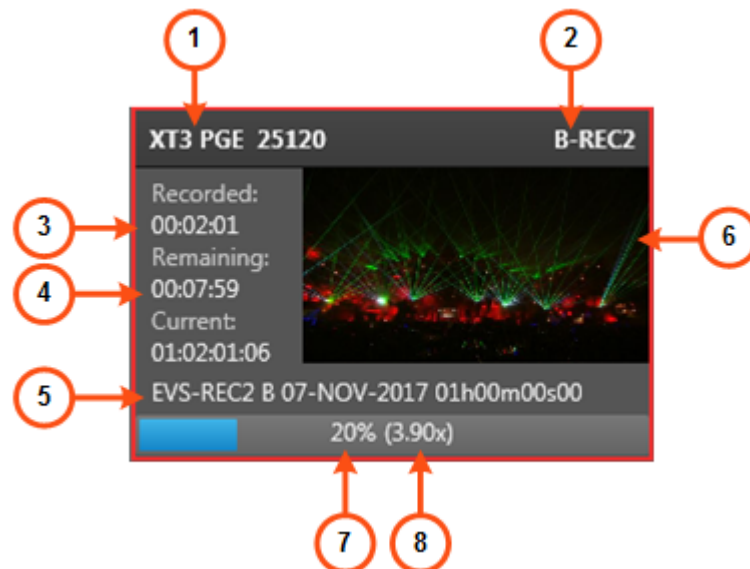 1
2
XT3 PGE 25120
B-REC2
Recorded:
3
00:02:01
6
Remaining:
4
00:07:59
Current:
01:02:01:06
5
EVS-REC2 B 07-NOV-2017 01h00m00s00
20% (3.90x)
7
8